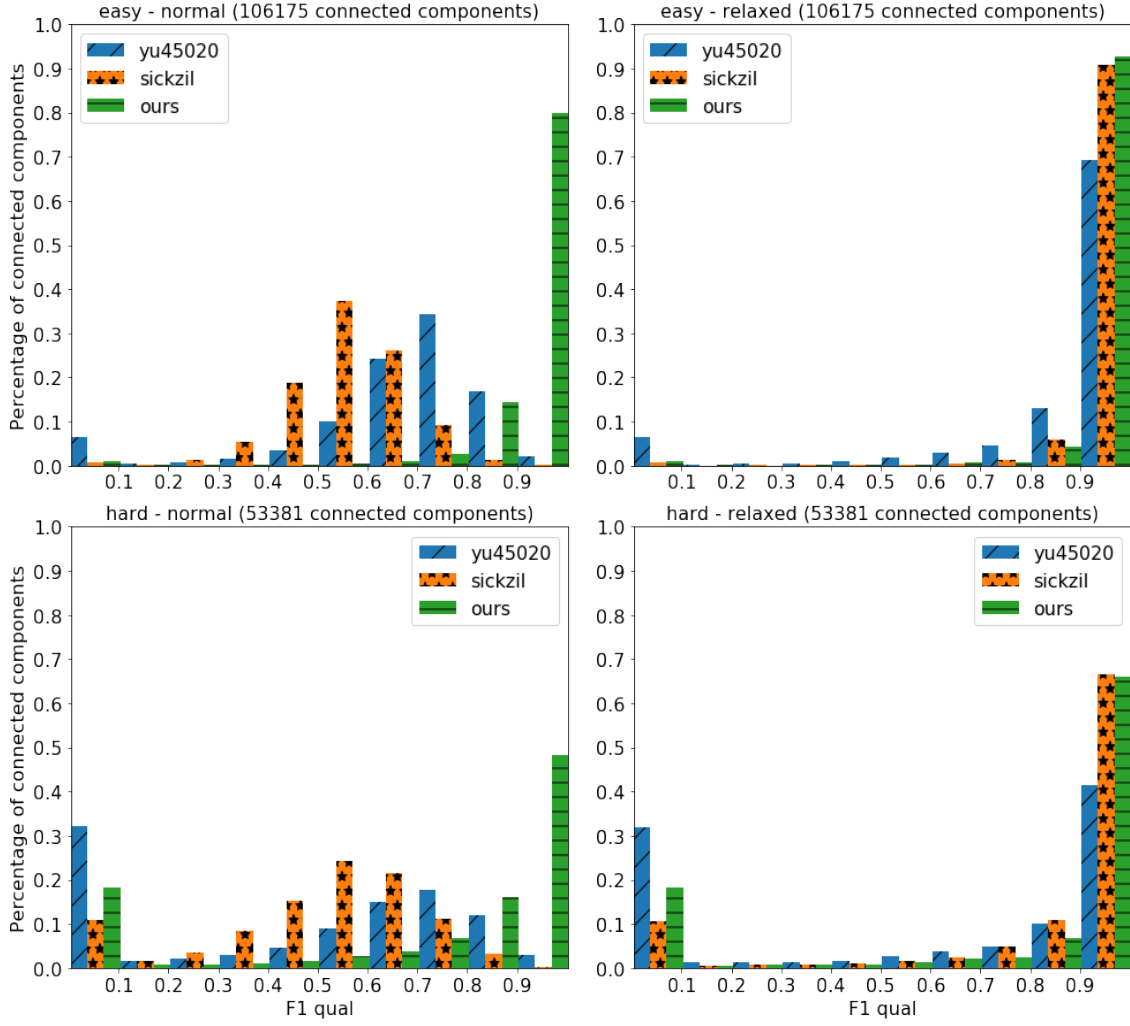 easy - normal (106175 connected components)
1.0
0.9
0.8
0.7
0.6
0.5
0.4
0.3
0.2
0.1
0.0
Percentage of connected components
yu45020
sickzil
ours
0.1 0.2 0.3 0.4 0.5 0.6 0.7 0.8 0.9
easy - relaxed (106175 connected components)
1.0
0.9
0.8
0.7
0.6
0.5
0.4
0.3
0.2
0.1
0.0
yu45020
sickzil
ours
0.1 0.2 0.3 0.4 0.5 0.6 0.7 0.8 0.9
hard - normal (53381 connected components)
1.0
0.9
0.8
0.7
0.6
0.5
0.4
0.3
0.2
0.1
0.0
Percentage of connected components
yu45020
sickzil
ours
0.1 0.2 0.3 0.4 0.5 0.6 0.7 0.8 0.9
F1 qual
hard - relaxed (53381 connected components)
1.0
0.9
0.8
0.7
0.6
0.5
0.4
0.3
0.2
0.1
0.0
yu45020
sickzil
ours
0.1 0.2 0.3 0.4 0.5 0.6 0.7 0.8 0.9
F1 qual